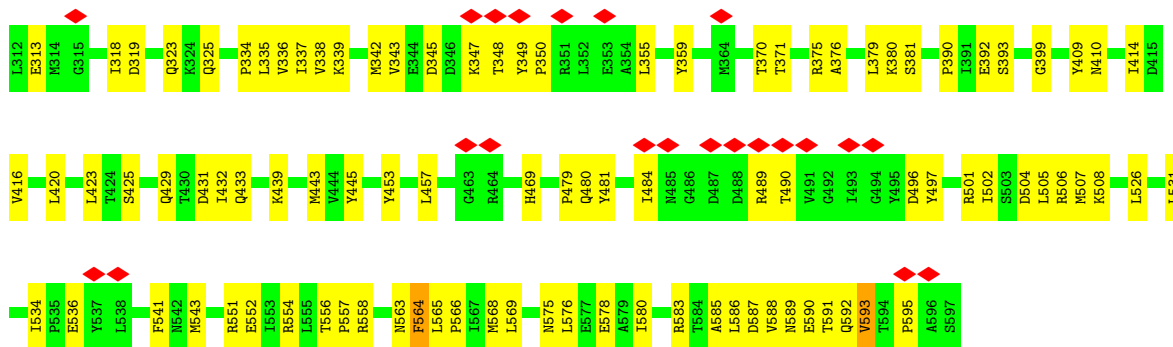 L312 E313 M314 G315 I318 D319 Q323 K324 Q325 P334 L335 V336 I337 V338 K339 M342 V343 E344 D345 D346 K347 T348 Y349 P350 R351 L352 E353 A354 L355 Y359 M364 T370 T371 R375 A376 L379 K380 S381 P390 I391 E392 S393 G399 Y409 N410 I414 D415
V416 L420 L423 T424 S425 Q429 T430 D431 I432 Q433 K439 M443 V444 Y445 Y453 L457 G463 R464 H469 P479 Q480 Y481 I484 N485 G486 D487 D488 R489 T490 V491 G492 I493 G494 Y495 D496 Y497 R501 I502 S503 D504 L505 R506 M507 K508 L526
I534 P535 E536 Y537 L538 F541 N542 M543 R551 E552 I553 R554 L555 T556 P557 R558 N563 F564 L565 P566 I567 M568 L569 N575 L576 E577 E578 A579 I580 R583 T584 A585 L586 D587 V588 N589 E590 T591 Q592 V593 T594 P595 A596 S597